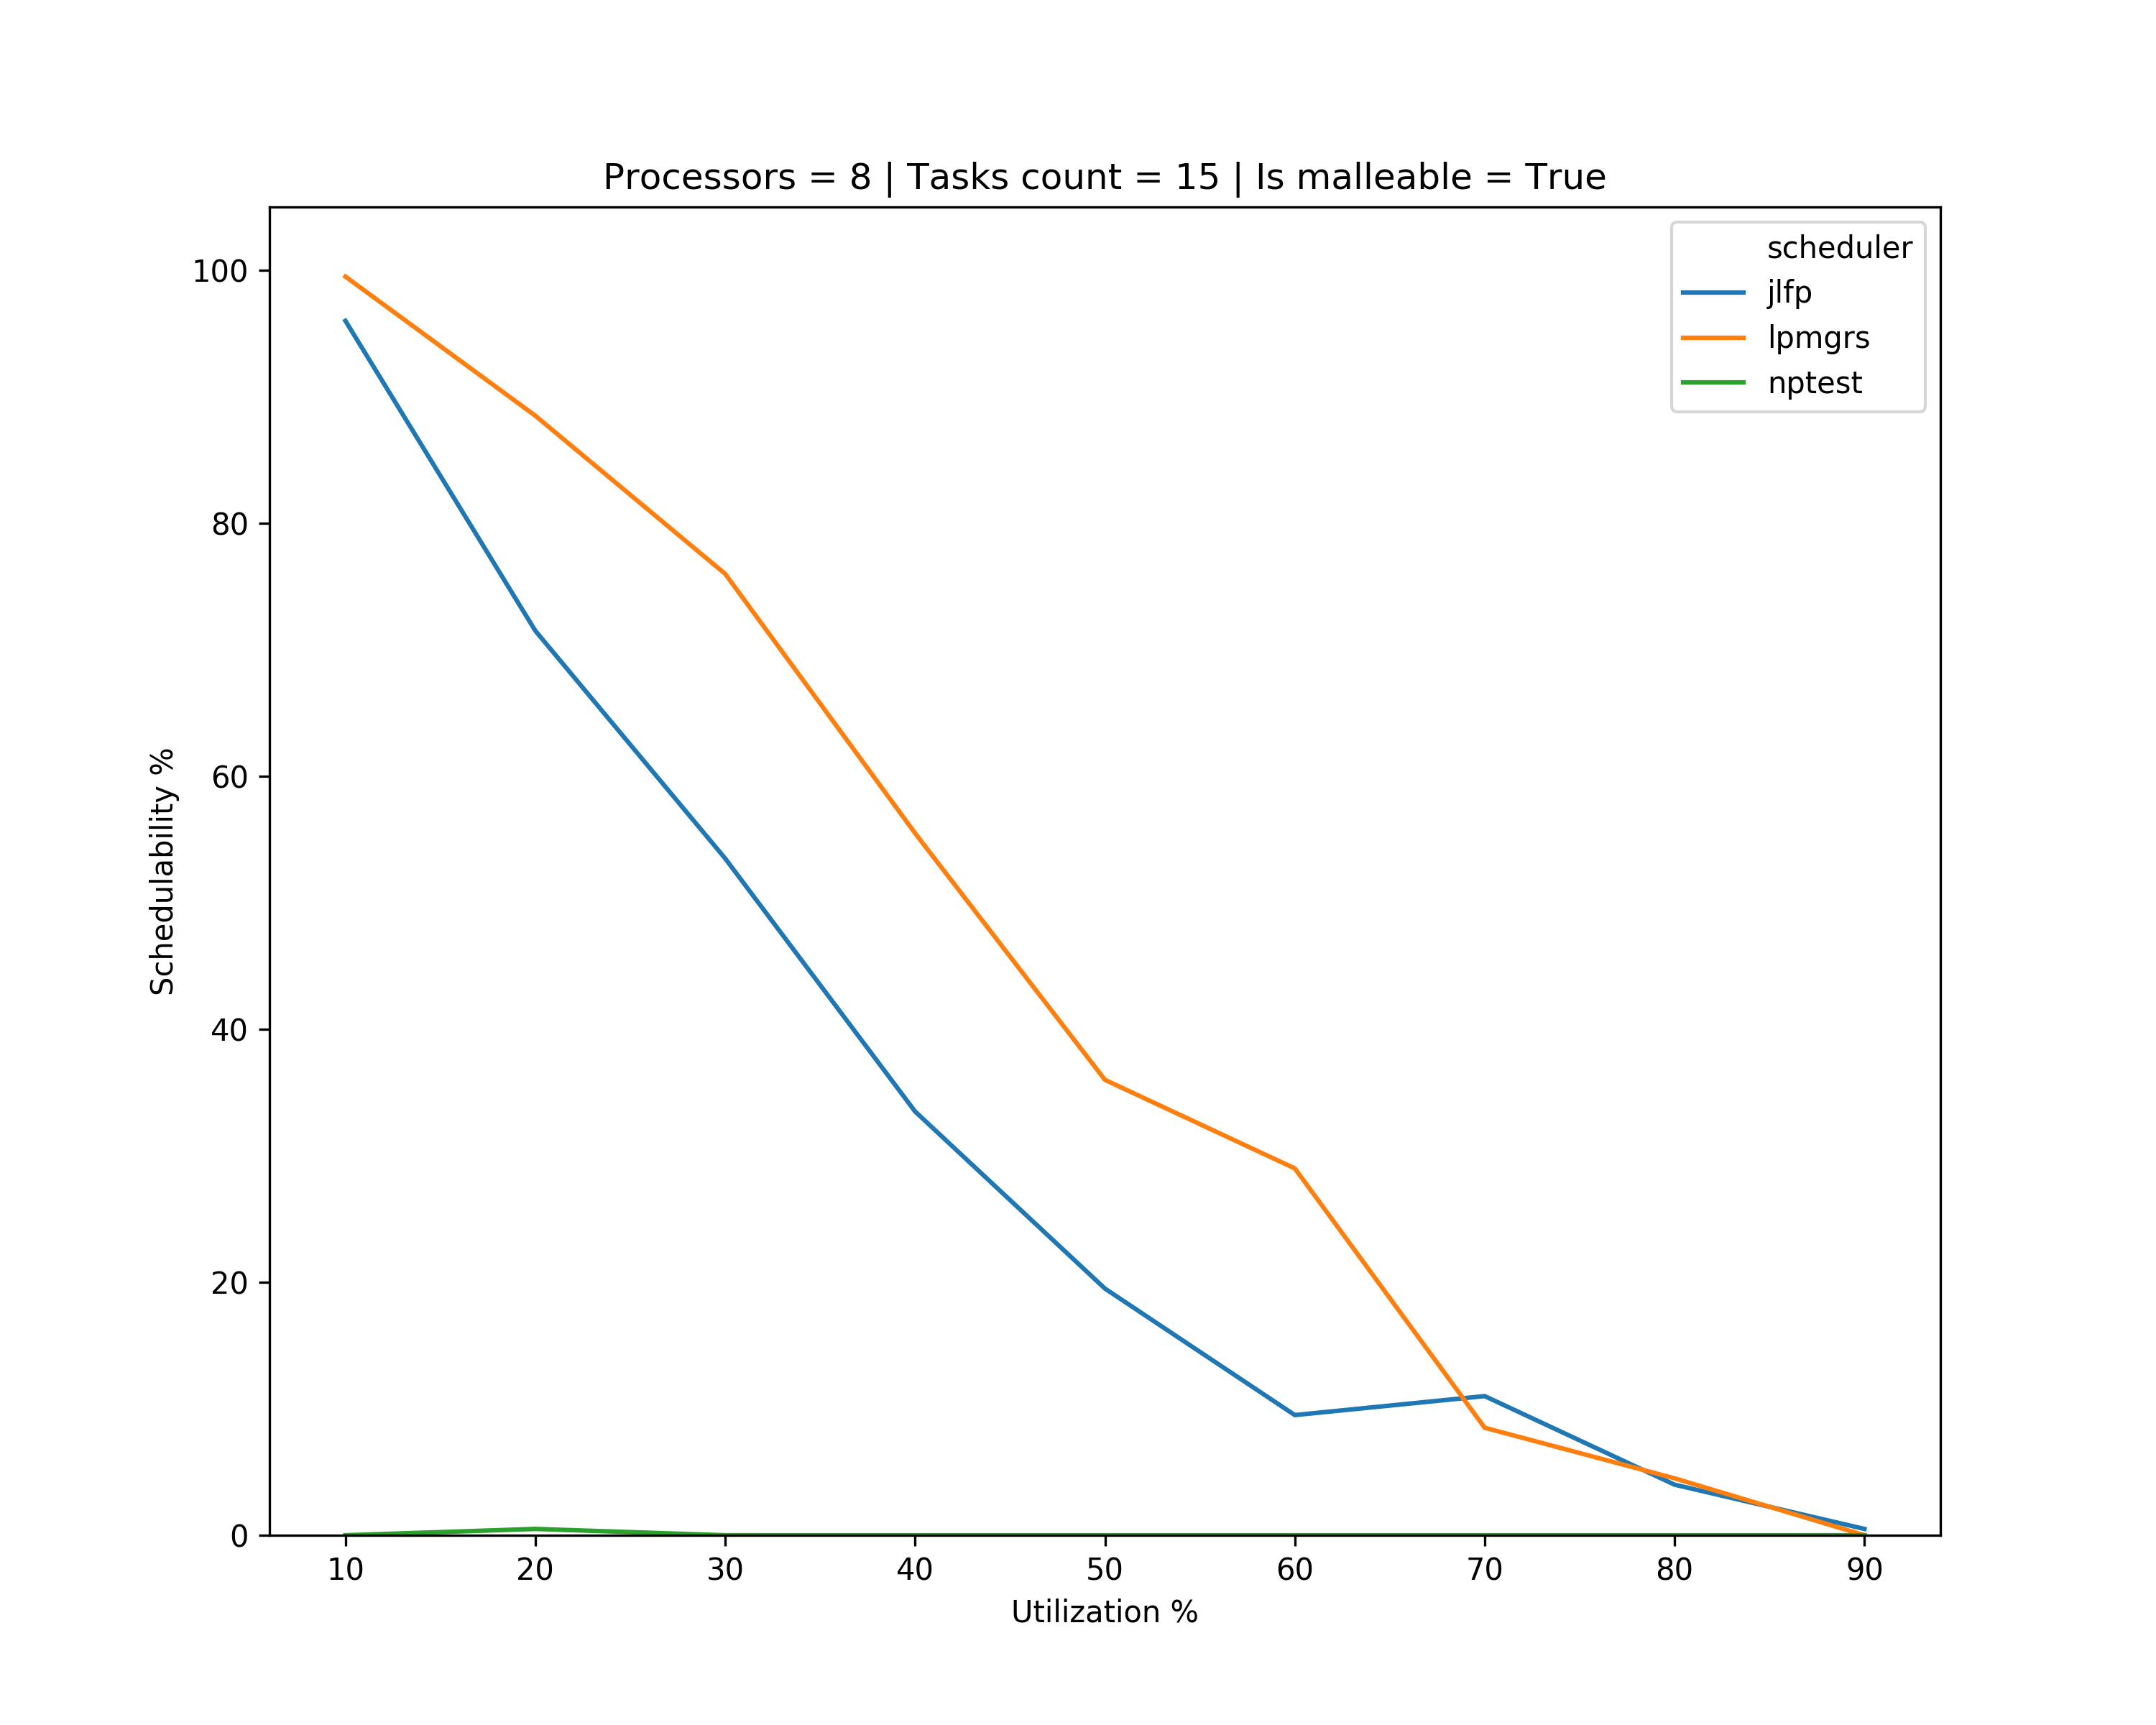 Processors = 8 | Tasks count = 15 | Is malleable = True
scheduler
jlfp
lpmgrs
nptest
Schedulability %
100
80
60
40
20
0
10 20 30 40 50 60 70 80 90
Utilization %